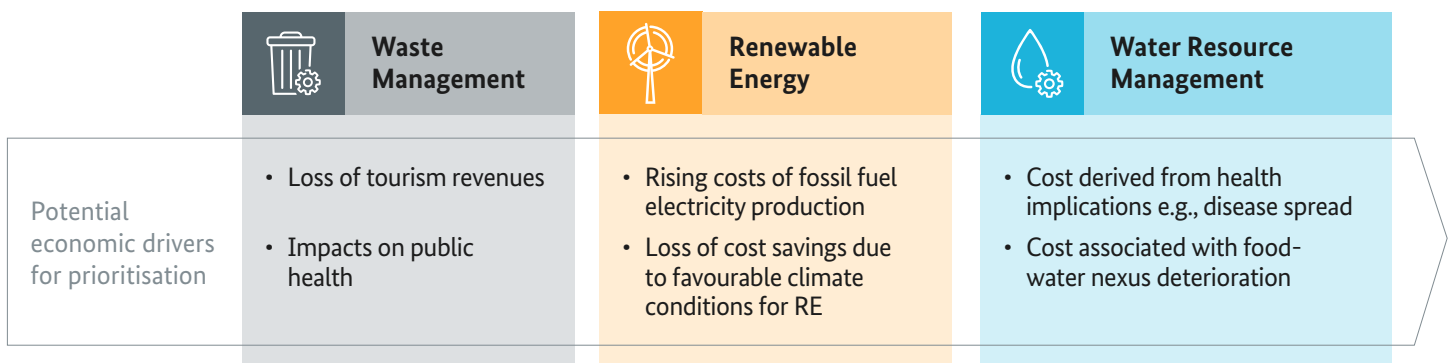 Waste
Management
Renewable
Energy
Water Resource
Management
Potential
economic drivers
for prioritisation
• Loss of tourism revenues
• Impacts on public
health
• Rising costs of fossil fuel
electricity production
• Loss of cost savings due
to favourable climate
conditions for RE
• Cost derived from health
implications e.g., disease spread
• Cost associated with food-
water nexus deterioration